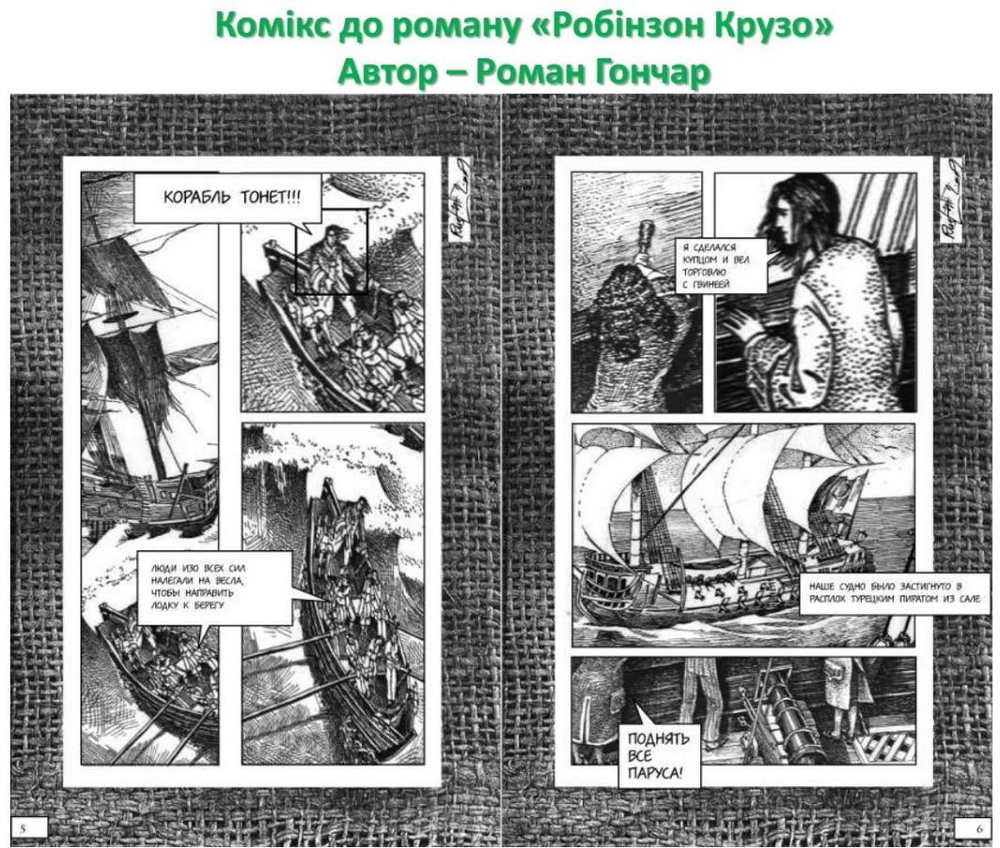 Комікс до роману «Робінзон Крузо»
Автор – Роман Гончар
КОРАБЛЬ ТОНЕТ!!!
ЛЮДИ ИЗО ВСЕХ СИЛ
НАЛЕГАЛИ НА ВЕСЛА,
ЧТОБЫ НАПРАВИТЬ
ЛОДКУ К БЕРЕГУ
5
Я СДЕЛАЛСЯ
КУПЦОМ И ВЕЛ
ТОРГОВЛЮ
С ГВИНЕЕЙ
НАШЕ СУДНО БЫЛО ЗАСТИГНУТО В
РАСПЛОХ ТУРЕЦКИМ ПИРАТОМ ИЗ САЛЕ
ПОДНЯТЬ
ВСЕ
ПАРУСА!
6